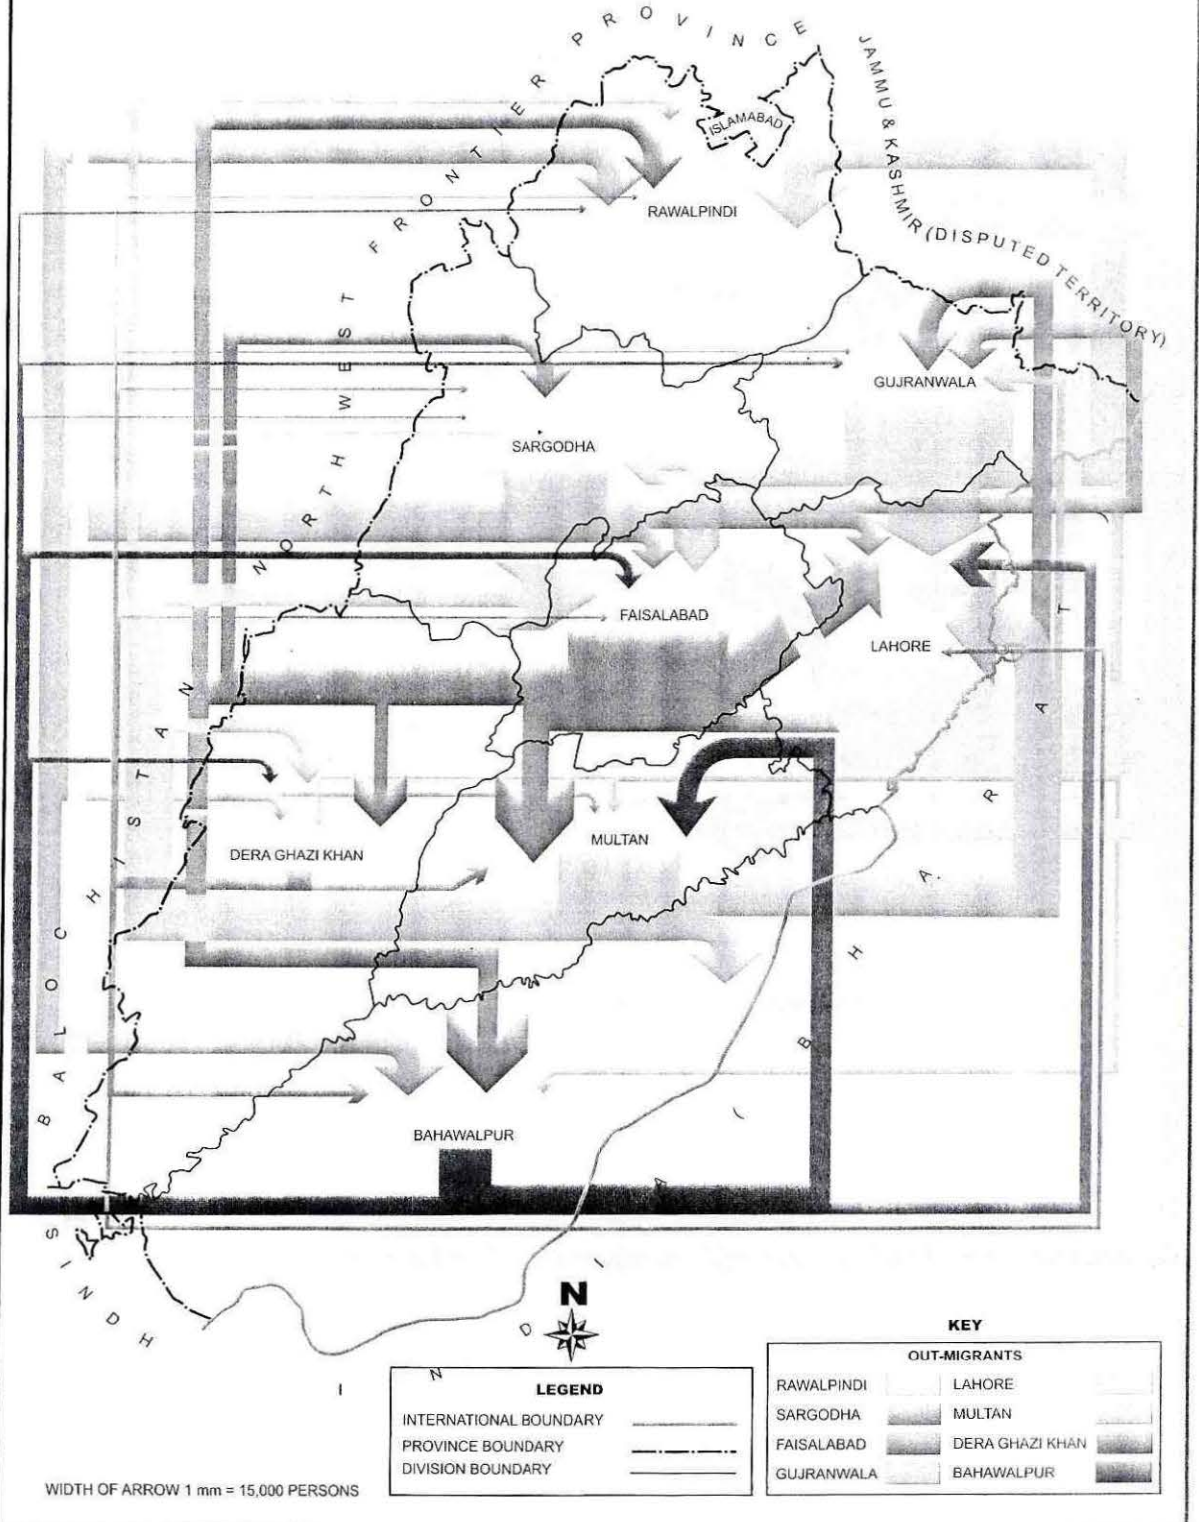 NORTH WEST FRONTIER PROVINCE
JAMMU & KASHMIR (DISPUTED TERRITORY)
ISLAMABAD
RAWALPINDI
GUJRANWALA
SARGODHA
FAISALABAD
LAHORE
DERA GHAZI KHAN
MULTAN
BAHAWALPUR
BALOCHISTAN
SINDH
BHARAT
INDIA
N
LEGEND
INTERNATIONAL BOUNDARY
PROVINCE BOUNDARY
DIVISION BOUNDARY
KEY
OUT-MIGRANTS
RAWALPINDI LAHORE
SARGODHA MULTAN
FAISALABAD DERA GHAZI KHAN
GUJRANWALA BAHAWALPUR
WIDTH OF ARROW 1 mm = 15,000 PERSONS